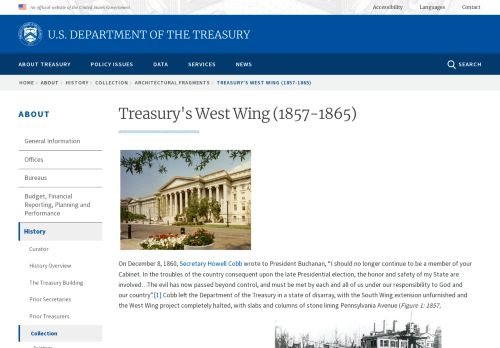 An official website of the United States Government
Accessibility Languages Contact
U.S. DEPARTMENT OF THE TREASURY
ABOUT TREASURY POLICY ISSUES DATA SERVICES NEWS SEARCH
HOME › ABOUT › HISTORY › COLLECTION › ARCHITECTURAL FRAGMENTS › TREASURY'S WEST WING (1857-1865)
ABOUT
General Information
Offices
Bureaus
Budget, Financial
Reporting, Planning and
Performance
History
Curator
History Overview
The Treasury Building
Prior Secretaries
Prior Treasurers
Collection
Treasury's West Wing (1857-1865)
On December 8, 1860, Secretary Howell Cobb wrote to President Buchanan, "I should no longer continue to be a member of your
Cabinet. In the troubles of the country consequent upon the late Presidential election, the honor and safety of my State are
involved…The evil has now passed beyond control, and must be met by each and all of us under our responsibility to God and
our country".[1] Cobb left the Department of the Treasury in a state of disarray, with the South Wing extension unfurnished and
the West Wing project completely halted, with slabs and columns of stone lining Pennsylvania Avenue (Figure 1: 1857,